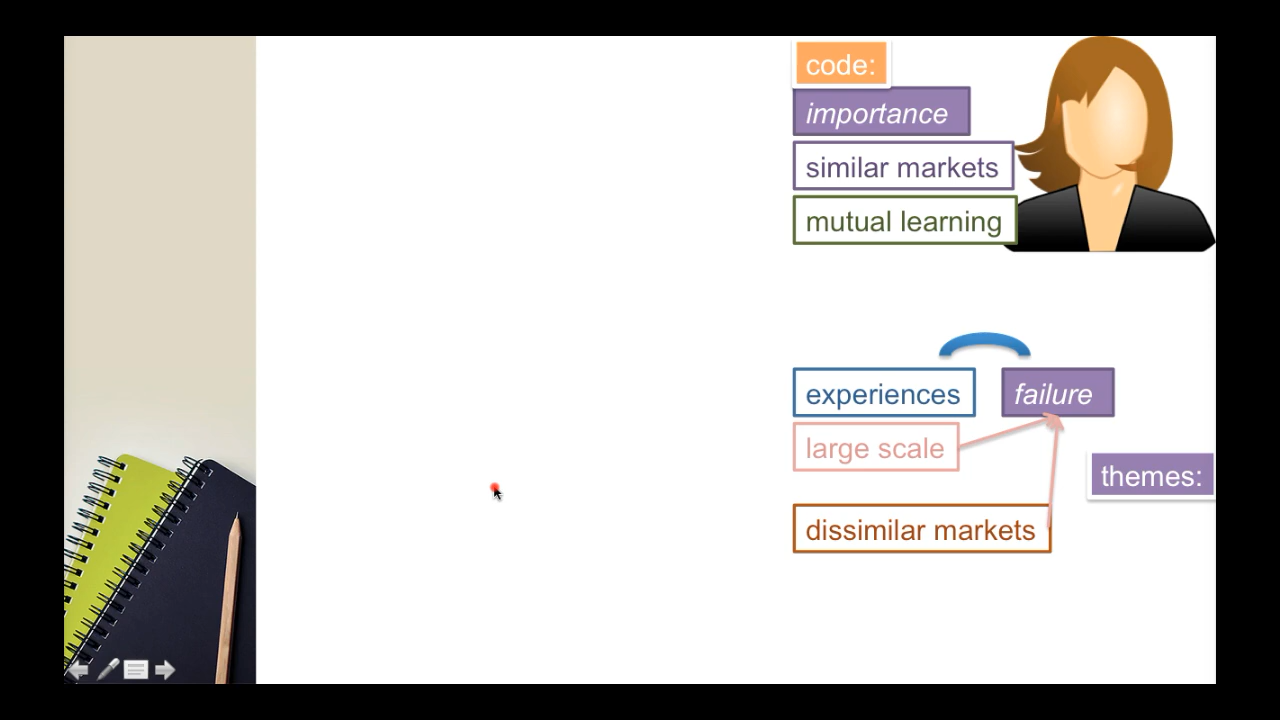 code:
importance
similar markets
mutual learning
experiences
failure
large scale
themes:
dissimilar markets